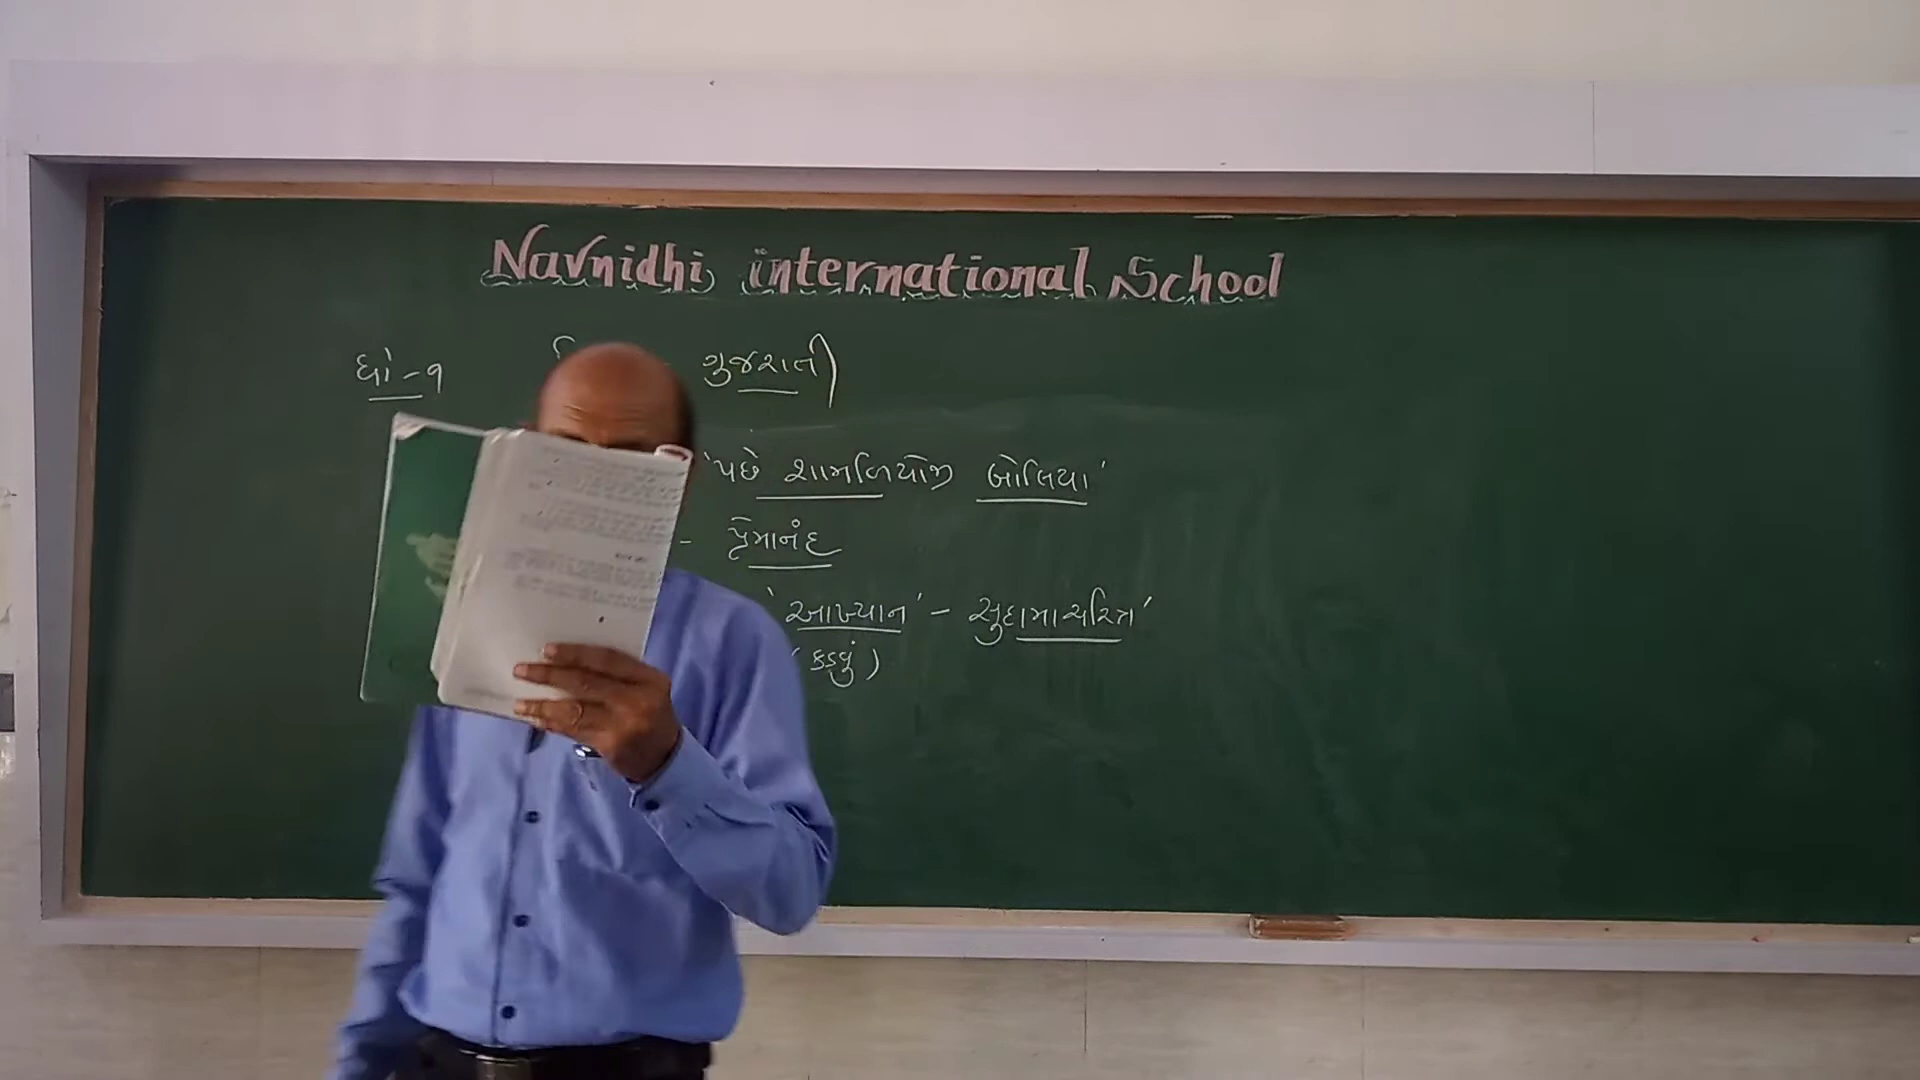 Navnidhi international School
ધો-૧ ગુજરાતી
'પછે શામળિયોજી બોલિયા'
- પ્રેમાનંદ
'આખ્યાન' - સુદામાચરિત્ર'
(કડવું)